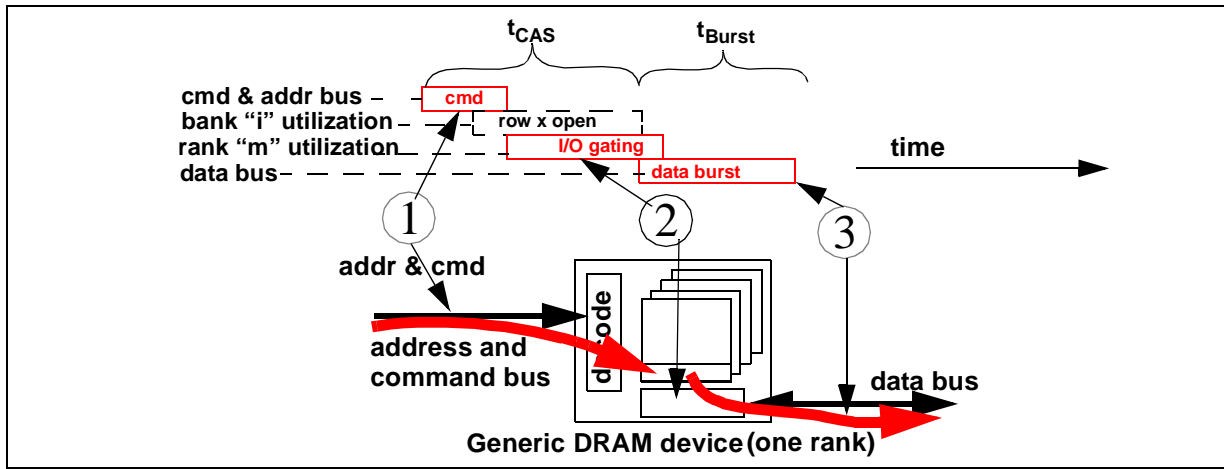 tCAS tBurst
cmd & addr bus cmd
bank “i” utilization row x open
rank “m” utilization I/O gating
data bus data burst
time
1 2 3
addr & cmd
decode
address and
command bus
data bus
Generic DRAM device (one rank)